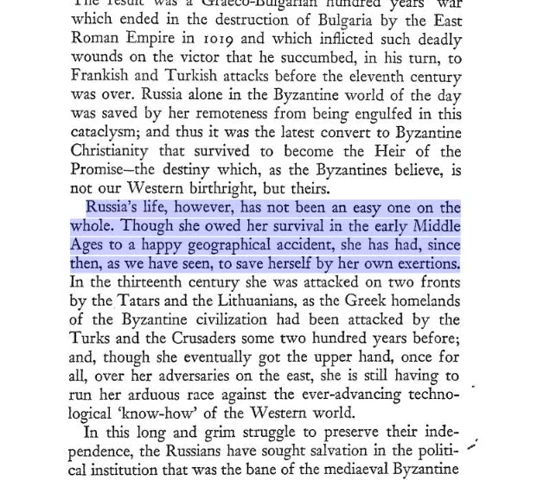 The result was a Graeco-Bulgarian hundred years' war
which ended in the destruction of Bulgaria by the East
Roman Empire in 1019 and which inflicted such deadly
wounds on the victor that he succumbed, in his turn, to
Frankish and Turkish attacks before the eleventh century
was over. Russia alone in the Byzantine world of the day
was saved by her remoteness from being engulfed in this
cataclysm; and thus it was the latest convert to Byzantine
Christianity that survived to become the Heir of the
Promise—the destiny which, as the Byzantines believe, is
not our Western birthright, but theirs.
Russia's life, however, has not been an easy one on the
whole. Though she owed her survival in the early Middle
Ages to a happy geographical accident, she has had, since
then, as we have seen, to save herself by her own exertions.
In the thirteenth century she was attacked on two fronts
by the Tatars and the Lithuanians, as the Greek homelands
of the Byzantine civilization had been attacked by the
Turks and the Crusaders some two hundred years before;
and, though she eventually got the upper hand, once for
all, over her adversaries on the east, she is still having to
run her arduous race against the ever-advancing techno-
logical 'know-how' of the Western world.
In this long and grim struggle to preserve their inde-
pendence, the Russians have sought salvation in the politi-
cal institution that was the bane of the mediaeval Byzantine